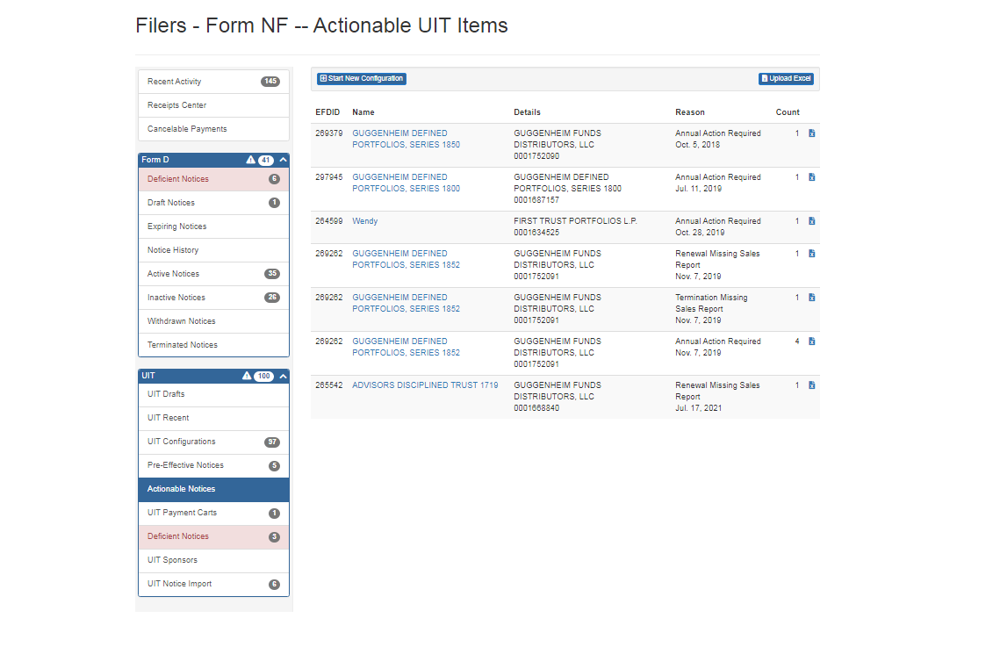 Filers - Form NF -- Actionable UIT Items
Recent Activity 145
Receipts Center
Cancelable Payments
Form D 41
Deficient Notices 6
Draft Notices 1
Expiring Notices
Notice History
Active Notices 35
Inactive Notices 26
Withdrawn Notices
Terminated Notices
UIT 100
UIT Drafts
UIT Recent
UIT Configurations 97
Pre-Effective Notices 5
Actionable Notices
UIT Payment Carts 1
Deficient Notices 3
UIT Sponsors
UIT Notice Import 6
Start New Configuration Upload Excel
EFDID Name Details Reason Count
269379 GUGGENHEIM DEFINED GUGGENHEIM FUNDS Annual Action Required 1
PORTFOLIOS, SERIES 1850 DISTRIBUTORS, LLC Oct. 5, 2018
0001752090
297945 GUGGENHEIM DEFINED GUGGENHEIM DEFINED Annual Action Required 1
PORTFOLIOS, SERIES 1800 PORTFOLIOS, SERIES 1800 Jul. 11, 2019
0001687157
264599 Wendy FIRST TRUST PORTFOLIOS L.P. Annual Action Required 1
0001634525 Oct. 28, 2019
269262 GUGGENHEIM DEFINED GUGGENHEIM FUNDS Renewal Missing Sales 1
PORTFOLIOS, SERIES 1852 DISTRIBUTORS, LLC Report
0001752091 Nov. 7, 2019
269262 GUGGENHEIM DEFINED GUGGENHEIM FUNDS Termination Missing 1
PORTFOLIOS, SERIES 1852 DISTRIBUTORS, LLC Sales Report
0001752091 Nov. 7, 2019
269262 GUGGENHEIM DEFINED GUGGENHEIM FUNDS Annual Action Required 4
PORTFOLIOS, SERIES 1852 DISTRIBUTORS, LLC Nov. 7, 2019
0001752091
265542 ADVISORS DISCIPLINED TRUST 1719 GUGGENHEIM FUNDS Renewal Missing Sales 1
DISTRIBUTORS, LLC Report
0001668840 Jul. 17, 2021